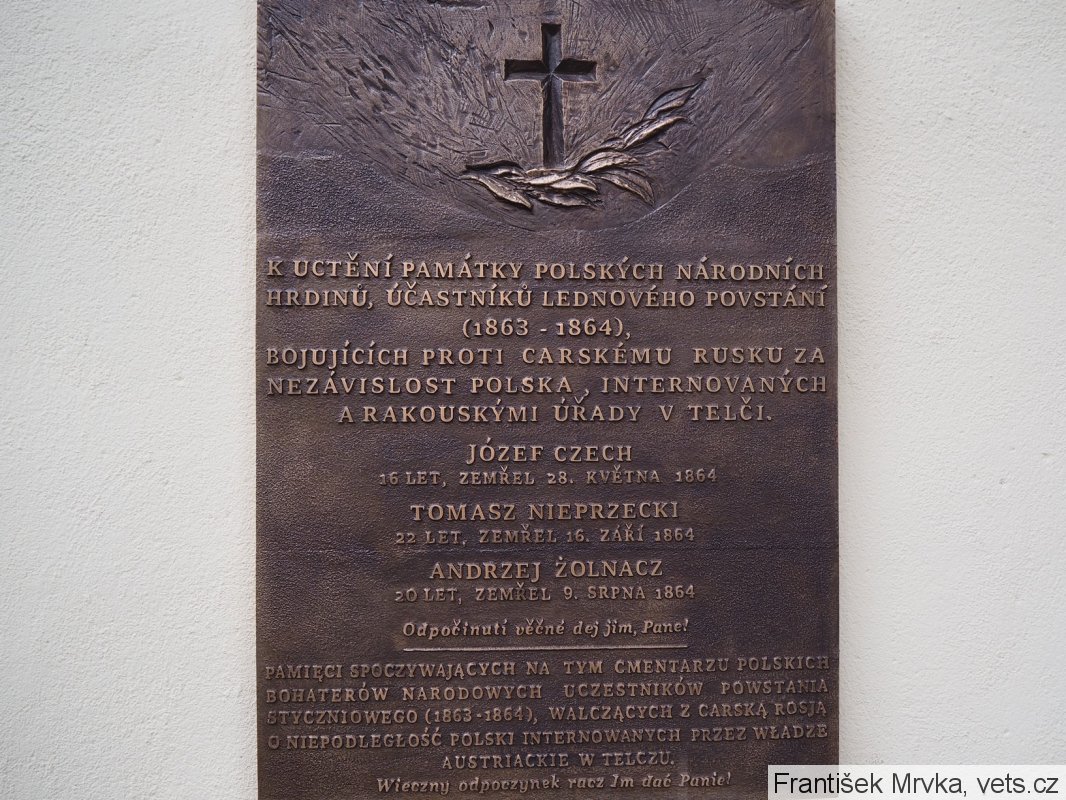 K UCTĚNÍ PAMÁTKY POLSKÝCH NÁRODNÍCH
HRDINŮ, ÚČASTNÍKŮ LEDNOVÉHO POVSTÁNÍ
(1863 - 1864),
BOJUJÍCÍCH PROTI CARSKÉMU RUSKU ZA
NEZÁVISLOST POLSKA, INTERNOVANÝCH
A RAKOUSKÝMI ÚŘADY V TELČI.
JÓZEF CZECH
16 LET, ZEMŘEL 28. KVĚTNA 1864
TOMASZ NIEPRZECKI
22 LET, ZEMŘEL 16. ZÁŘÍ 1864
ANDRZEJ ŻOLNACZ
20 LET, ZEMŘEL 9. SRPNA 1864
Odpočinutí věčné dej jim, Pane!
PAMIĘCI SPOCZYWAJĄCYCH NA TYM CMENTARZU POLSKICH
BOHATERÓW NARODOWYCH UCZESTNIKÓW POWSTANIA
STYCZNIOWEGO (1863-1864), WALCZĄCYCH Z CARSKĄ ROSJĄ
O NIEPODLEGŁOŚĆ POLSKI INTERNOWANYCH PRZEZ WŁADZE
AUSTRIACKIE W TELCZU.
Wieczny odpoczynek racz Im dać Panie!
František Mrvka, vets.cz